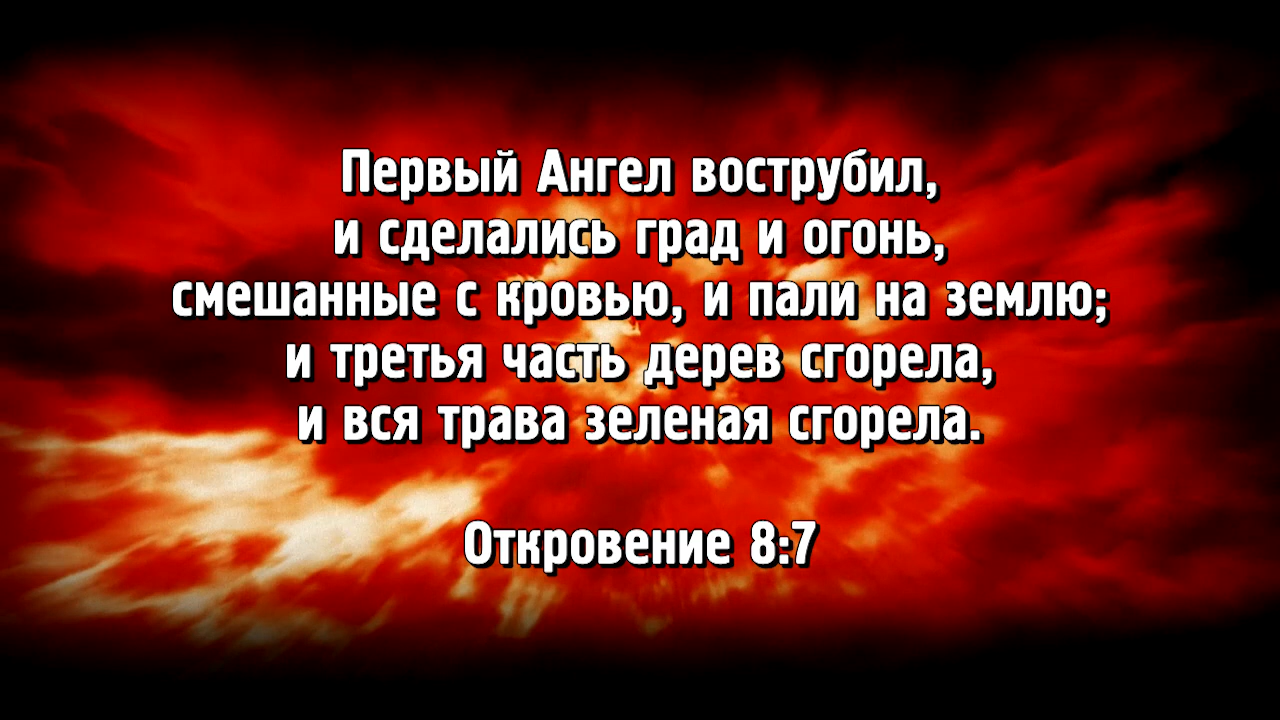 Первый Ангел вострубил,
и сделались град и огонь,
смешанные с кровью, и пали на землю;
и третья часть дерев сгорела,
и вся трава зеленая сгорела.
Откровение 8:7